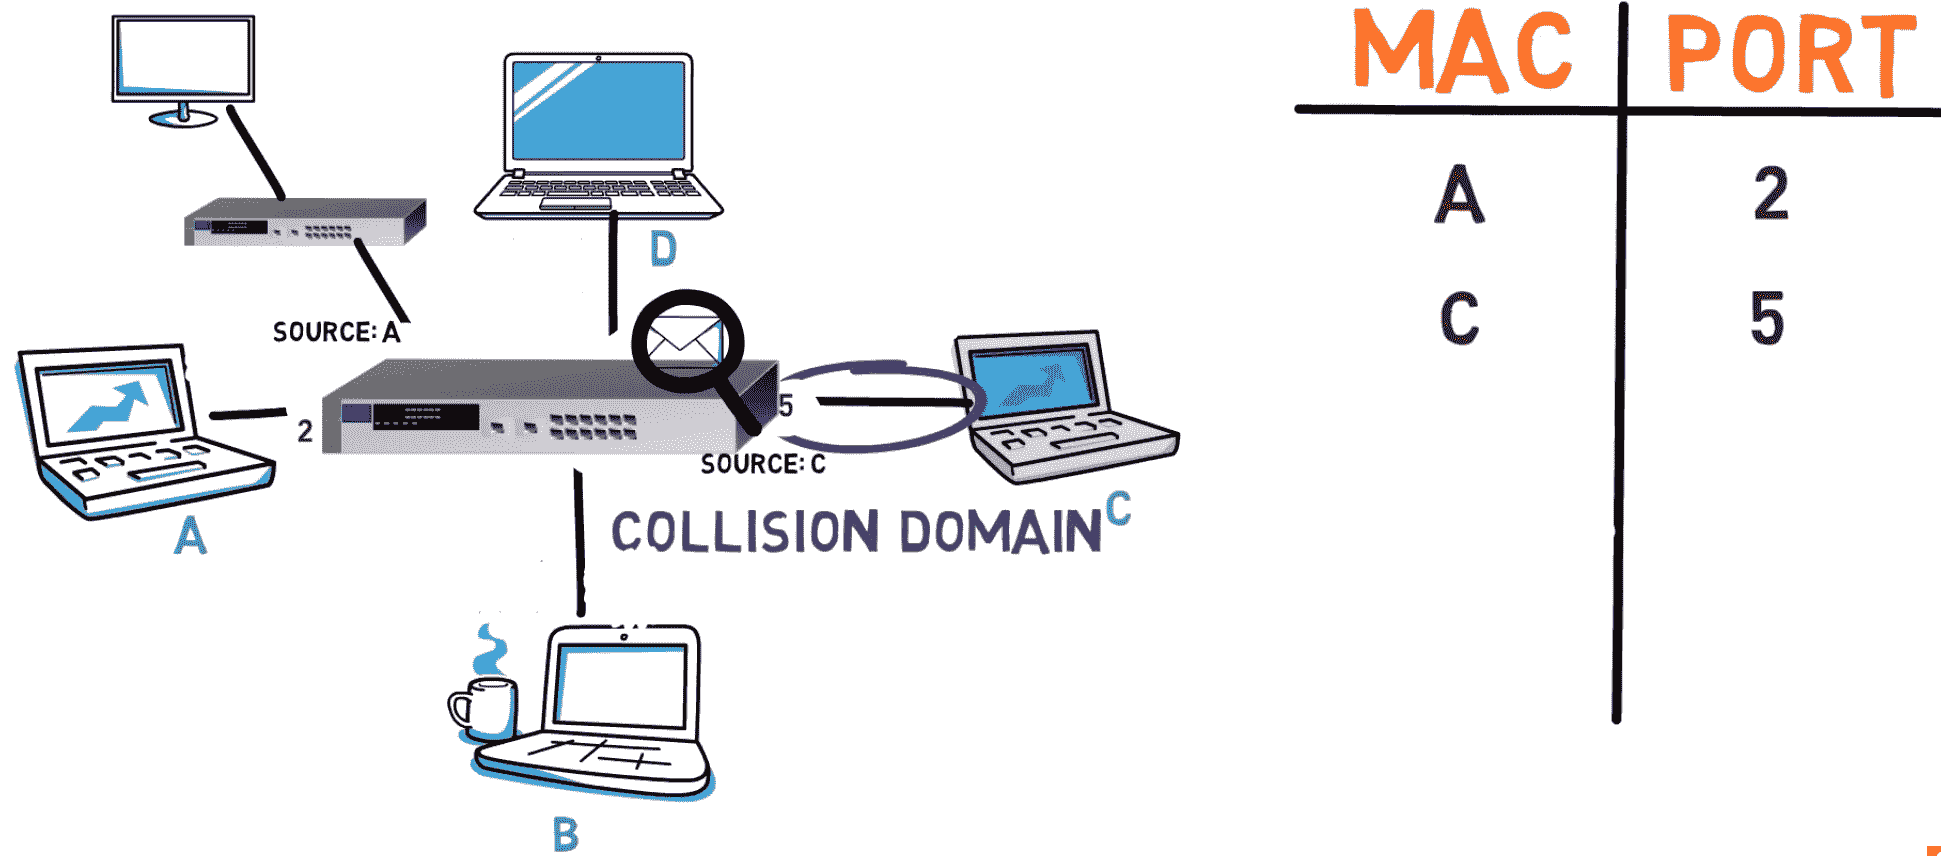 MAC PORT
A 2
C 5
D
SOURCE: A
2
5
SOURCE: C
COLLISION DOMAIN
C
A
B